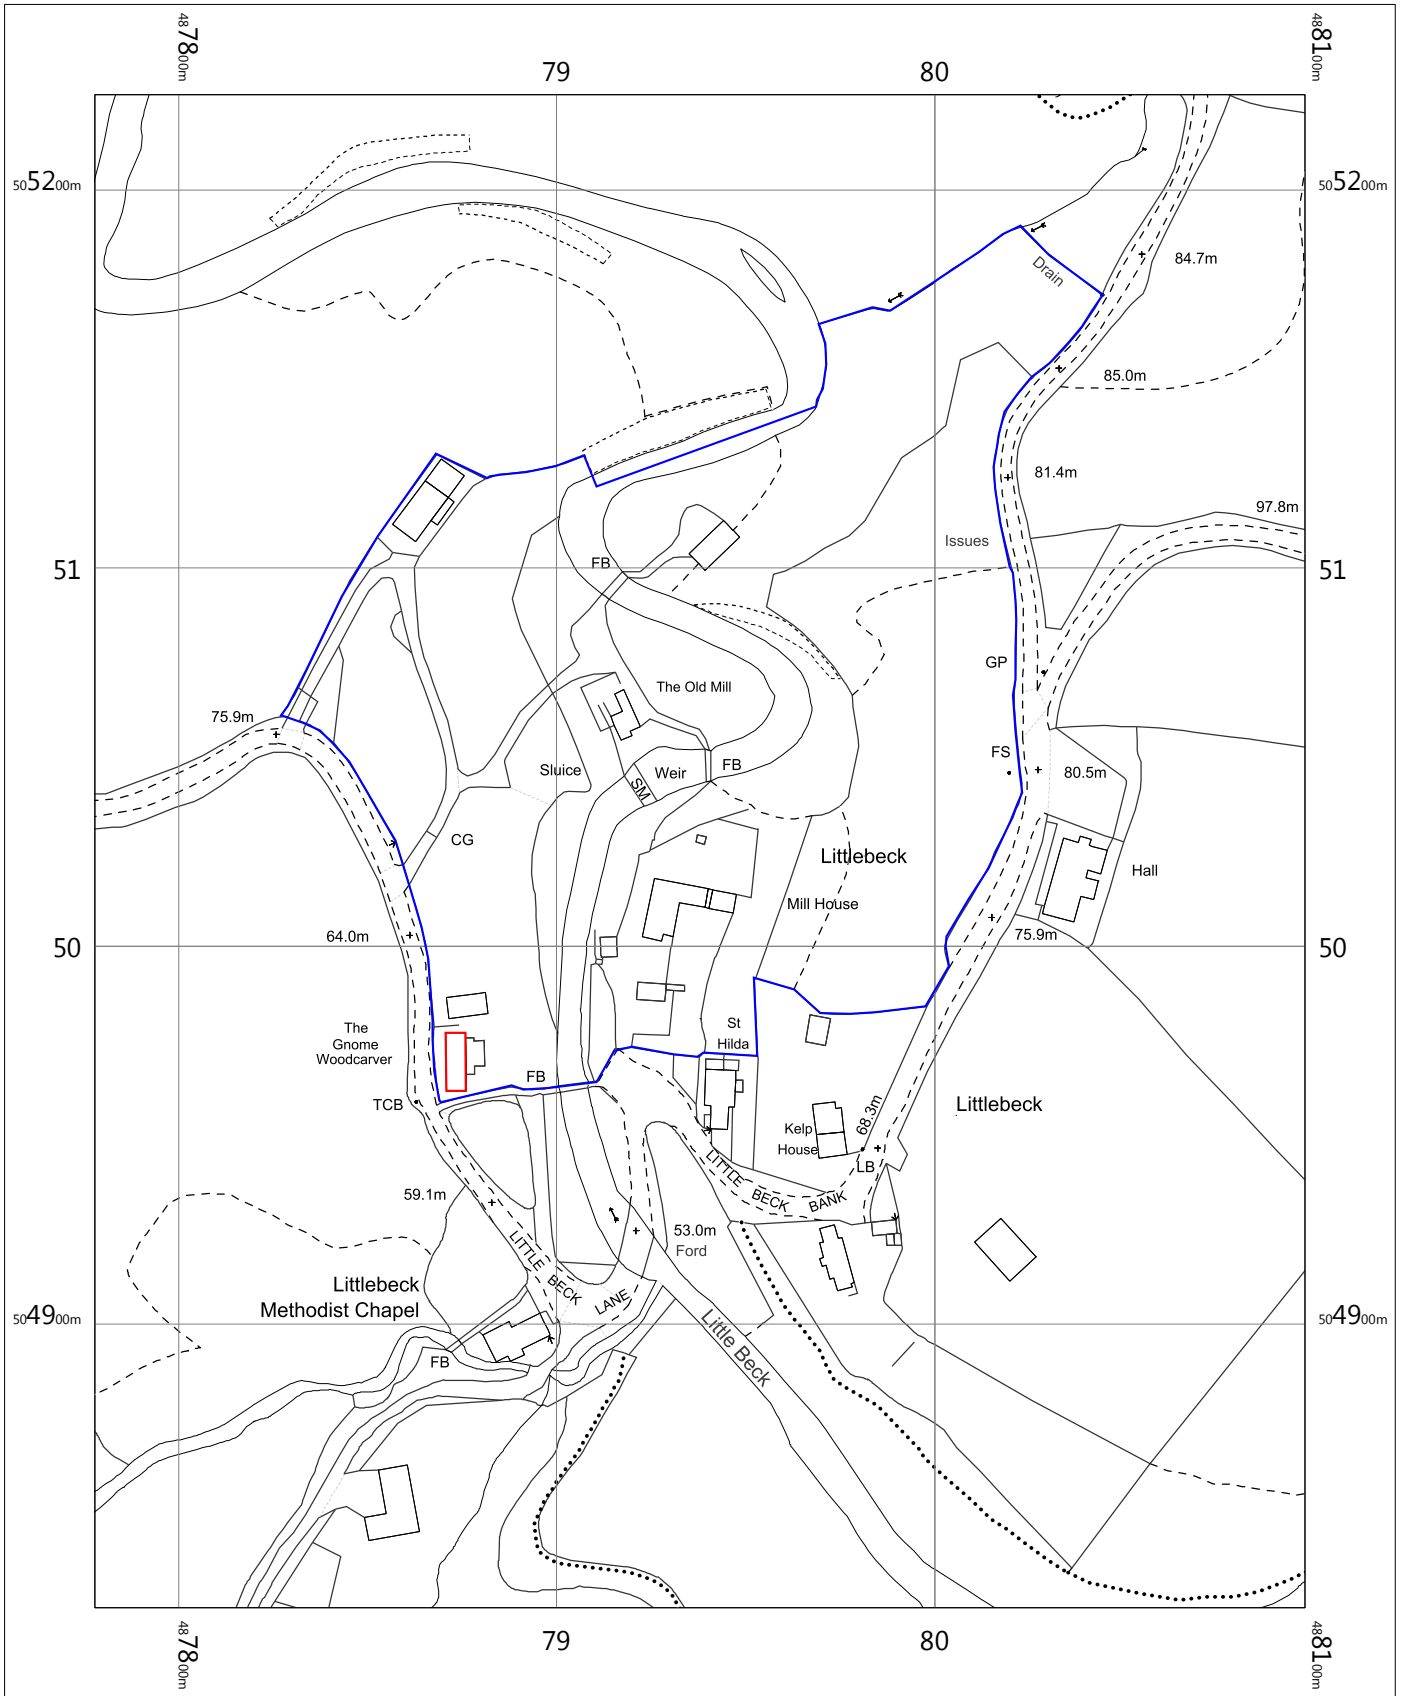 487800m
79
80
488100m
505200m
505200m
84.7m
Drain
85.0m
81.4m
97.8m
Issues
FB
51
51
GP
The Old Mill
75.9m
FS
Sluice
Weir
FB
SM
80.5m
CG
Littlebeck
Hall
Mill House
64.0m
75.9m
50
50
The
Gnome
Woodcarver
St
Hilda
FB
TCB
Littlebeck
Kelp
House
68.3m
LB
LITTLE BECK BANK
59.1m
53.0m
Ford
LITTLE BECK LANE
Littlebeck
Methodist Chapel
504900m
504900m
Little Beck
FB
487800m
79
80
488100m